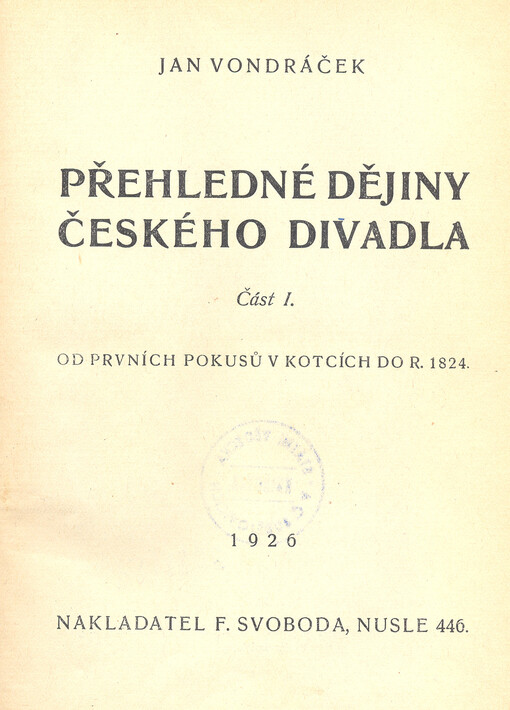 JAN VONDRÁČEK
PŘEHLEDNÉ DĚJINY
ČESKÉHO DIVADLA
Část I.
OD PRVNÍCH POKUSŮ V KOTCÍCH DO R. 1824.
1926
NAKLADATEL F. SVOBODA, NUSLE 446.